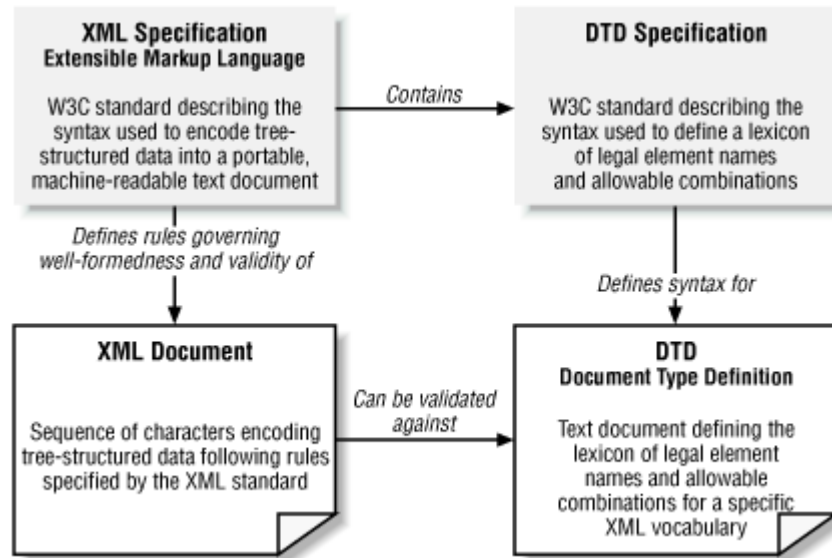 XML Specification
Extensible Markup Language
W3C standard describing the
syntax used to encode tree-
structured data into a portable,
machine-readable text document
Contains
DTD Specification
W3C standard describing the
syntax used to define a lexicon
of legal element names
and allowable combinations
Defines rules governing
well-formedness and validity of
Defines syntax for
XML Document
Sequence of characters encoding
tree-structured data following rules
specified by the XML standard
Can be validated
against
DTD
Document Type Definition
Text document defining the
lexicon of legal element
names and allowable
combinations for a specific
XML vocabulary